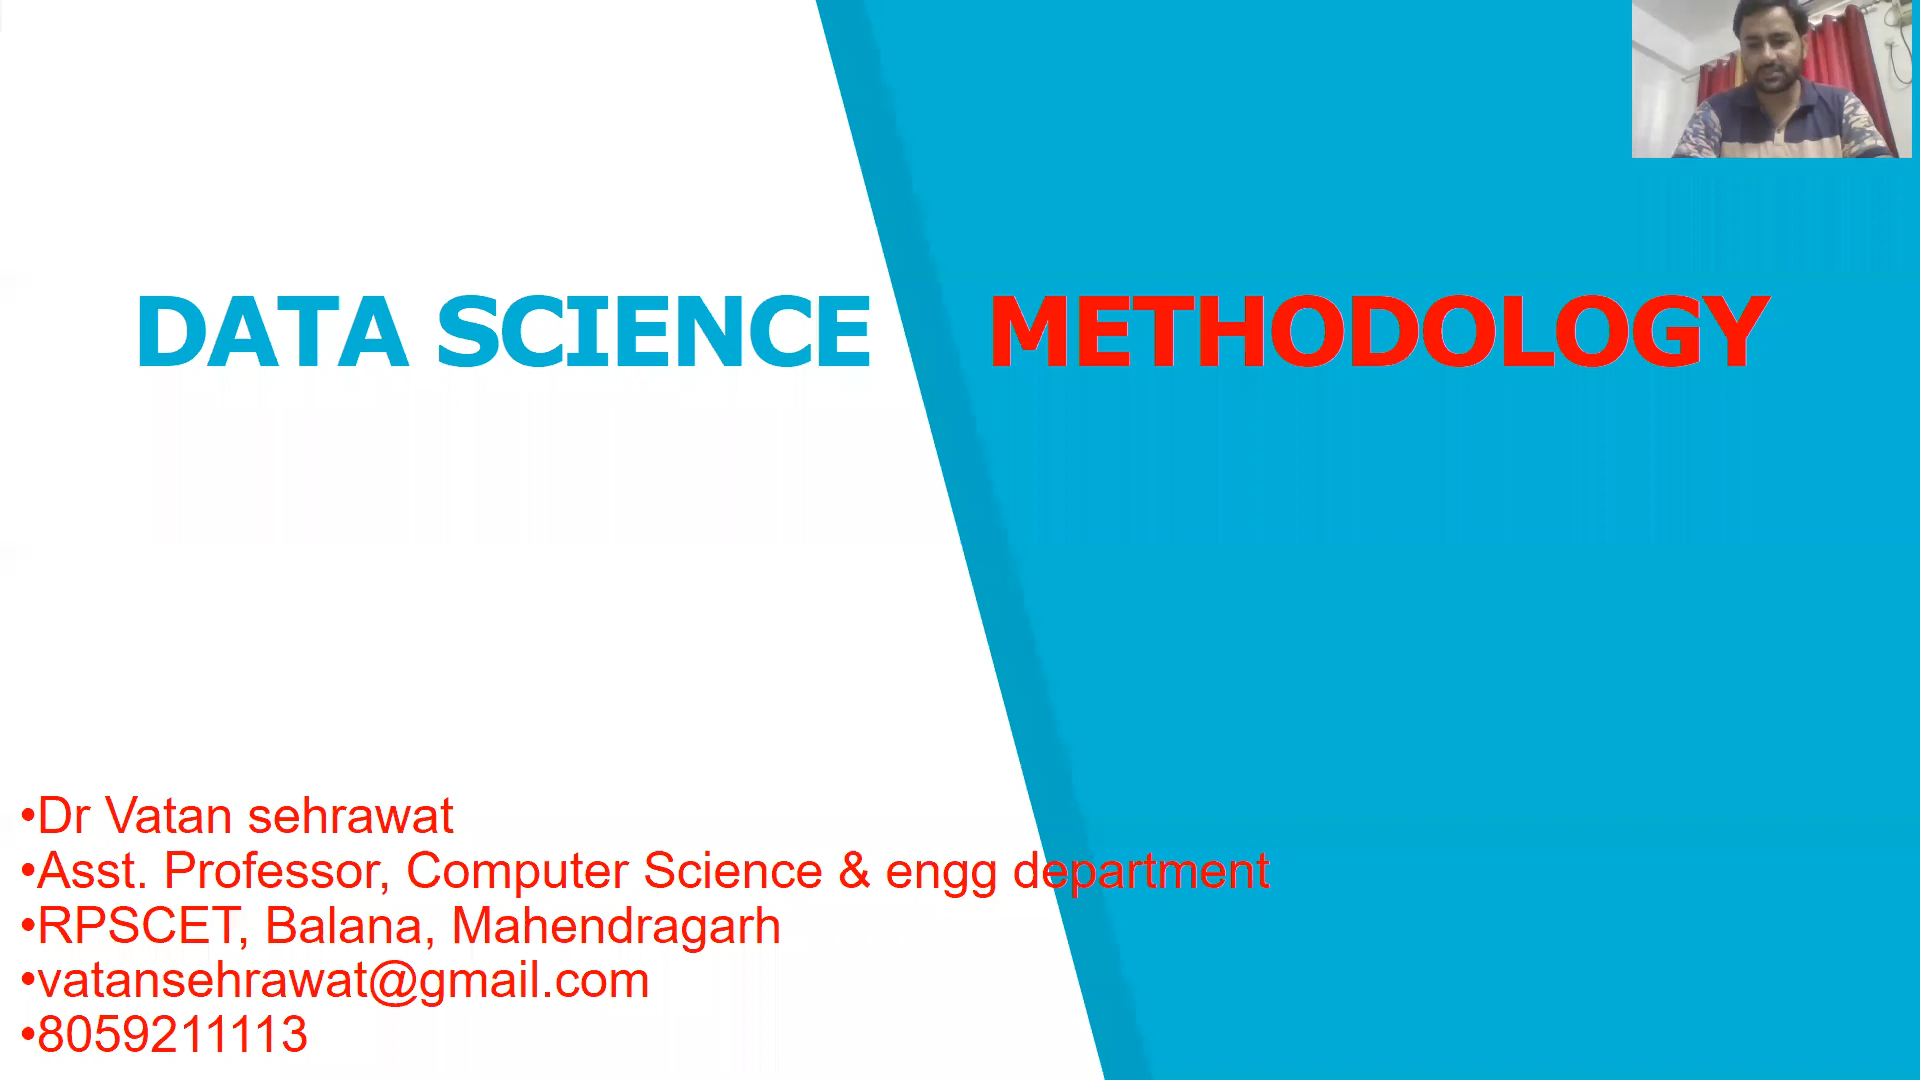 DATA SCIENCE METHODOLOGY
•Dr Vatan sehrawat
•Asst. Professor, Computer Science & engg department
•RPSCET, Balana, Mahendragarh
•vatansehrawat@gmail.com
•8059211113